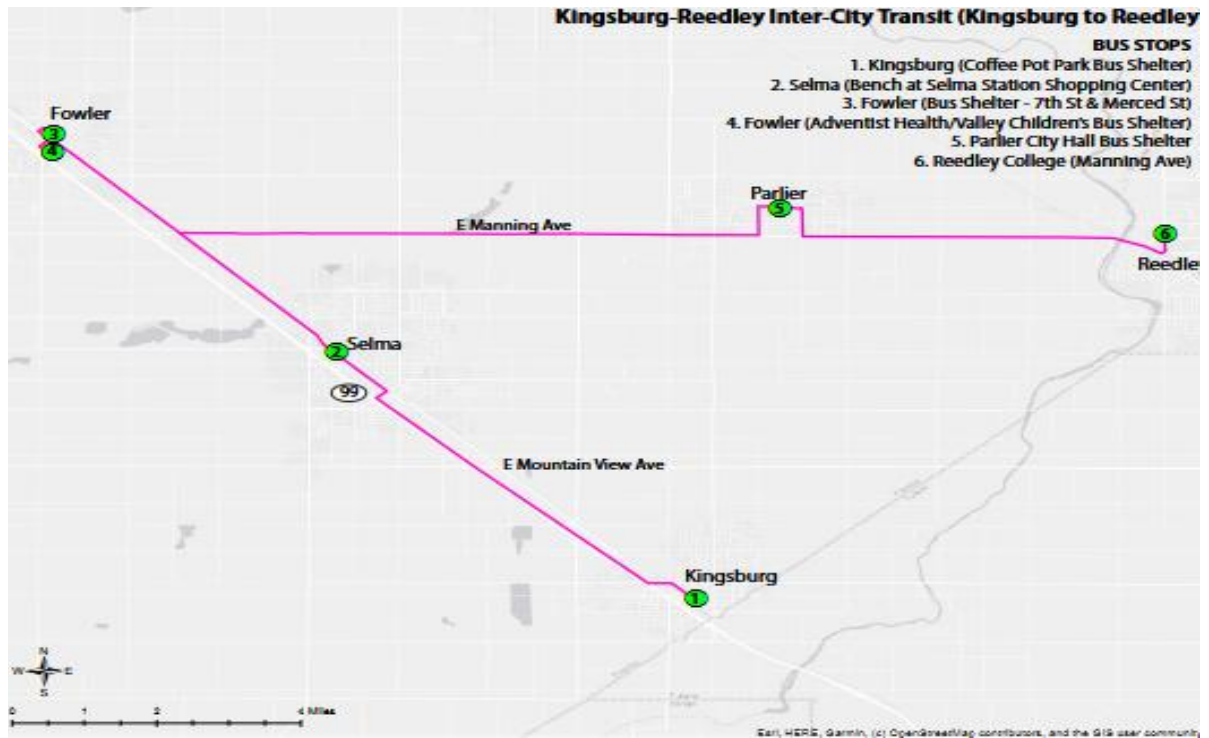 Kingsburg-Reedley Inter-City Transit (Kingsburg to Reedley
BUS STOPS
1. Kingsburg (Coffee Pot Park Bus Shelter)
2. Selma (Bench at Selma Station Shopping Center)
3. Fowler (Bus Shelter - 7th St & Merced St)
4. Fowler (Adventist Health/Valley Children's Bus Shelter)
5. Parlier City Hall Bus Shelter
6. Reedley College (Manning Ave)
Fowler
3
4
Parlier
5
E Manning Ave
6
Reedle
2
Selma
99
E Mountain View Ave
Kingsburg
1
N
W E
S
0 1 2 4 Miles
Esri, HERE, Garmin, (c) OpenStreetMap contributors, and the GIS user community